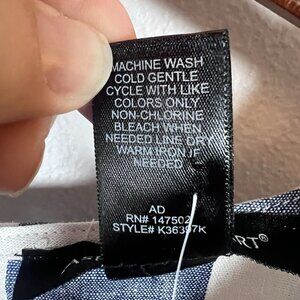 MACHINE WASH
COLD GENTLE
CYCLE WITH LIKE
COLORS ONLY
NON-CHLORINE
BLEACH WHEN
NEEDED LINE DRY
WARM IRON IF
NEEDED
AD
RN# 147502
STYLE# K36397K
ART®